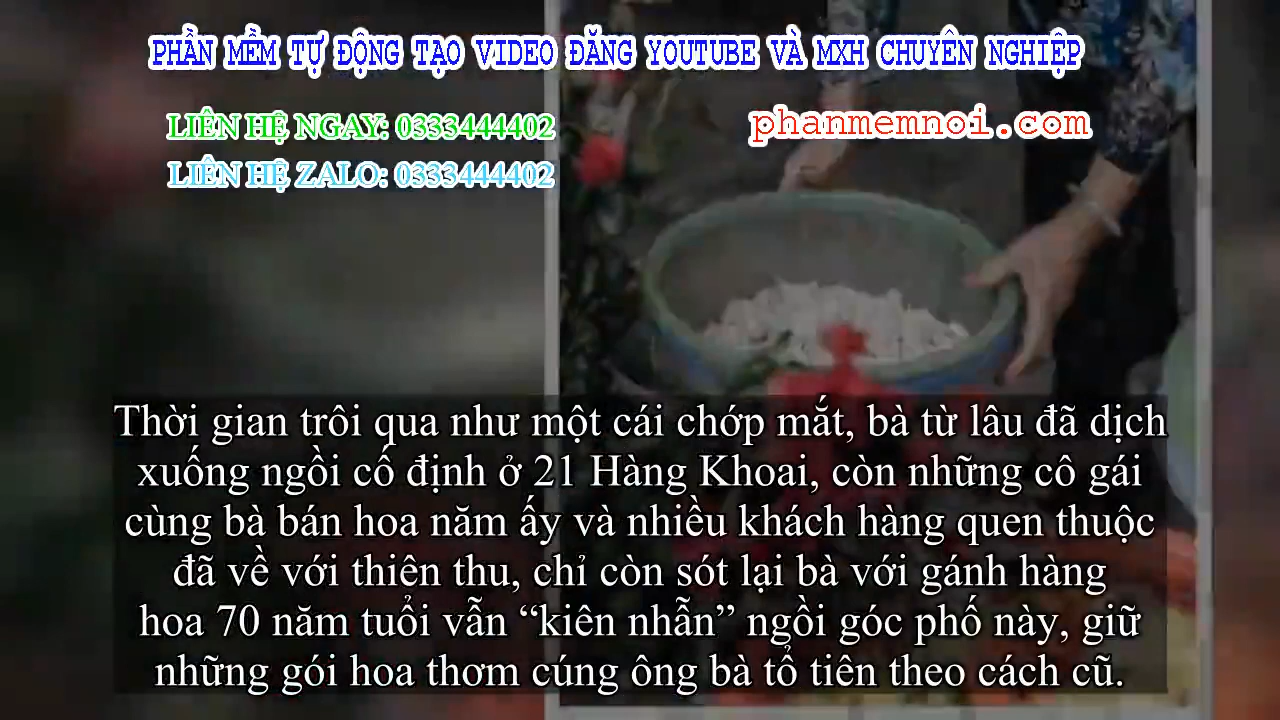 PHẦN MỀM TỰ ĐỘNG TẠO VIDEO ĐĂNG YOUTUBE VÀ MXH CHUYÊN NGHIỆP
LIÊN HỆ NGAY: 0333444402
phanmemnoi.com
LIÊN HỆ ZALO: 0333444402
Thời gian trôi qua như một cái chớp mắt, bà từ lâu đã dịch
xuống ngồi cố định ở 21 Hàng Khoai, còn những cô gái
cùng bà bán hoa năm ấy và nhiều khách hàng quen thuộc
đã về với thiên thu, chỉ còn sót lại bà với gánh hàng
hoa 70 năm tuổi vẫn “kiên nhẫn” ngồi góc phố này, giữ
những gói hoa thơm cúng ông bà tổ tiên theo cách cũ.